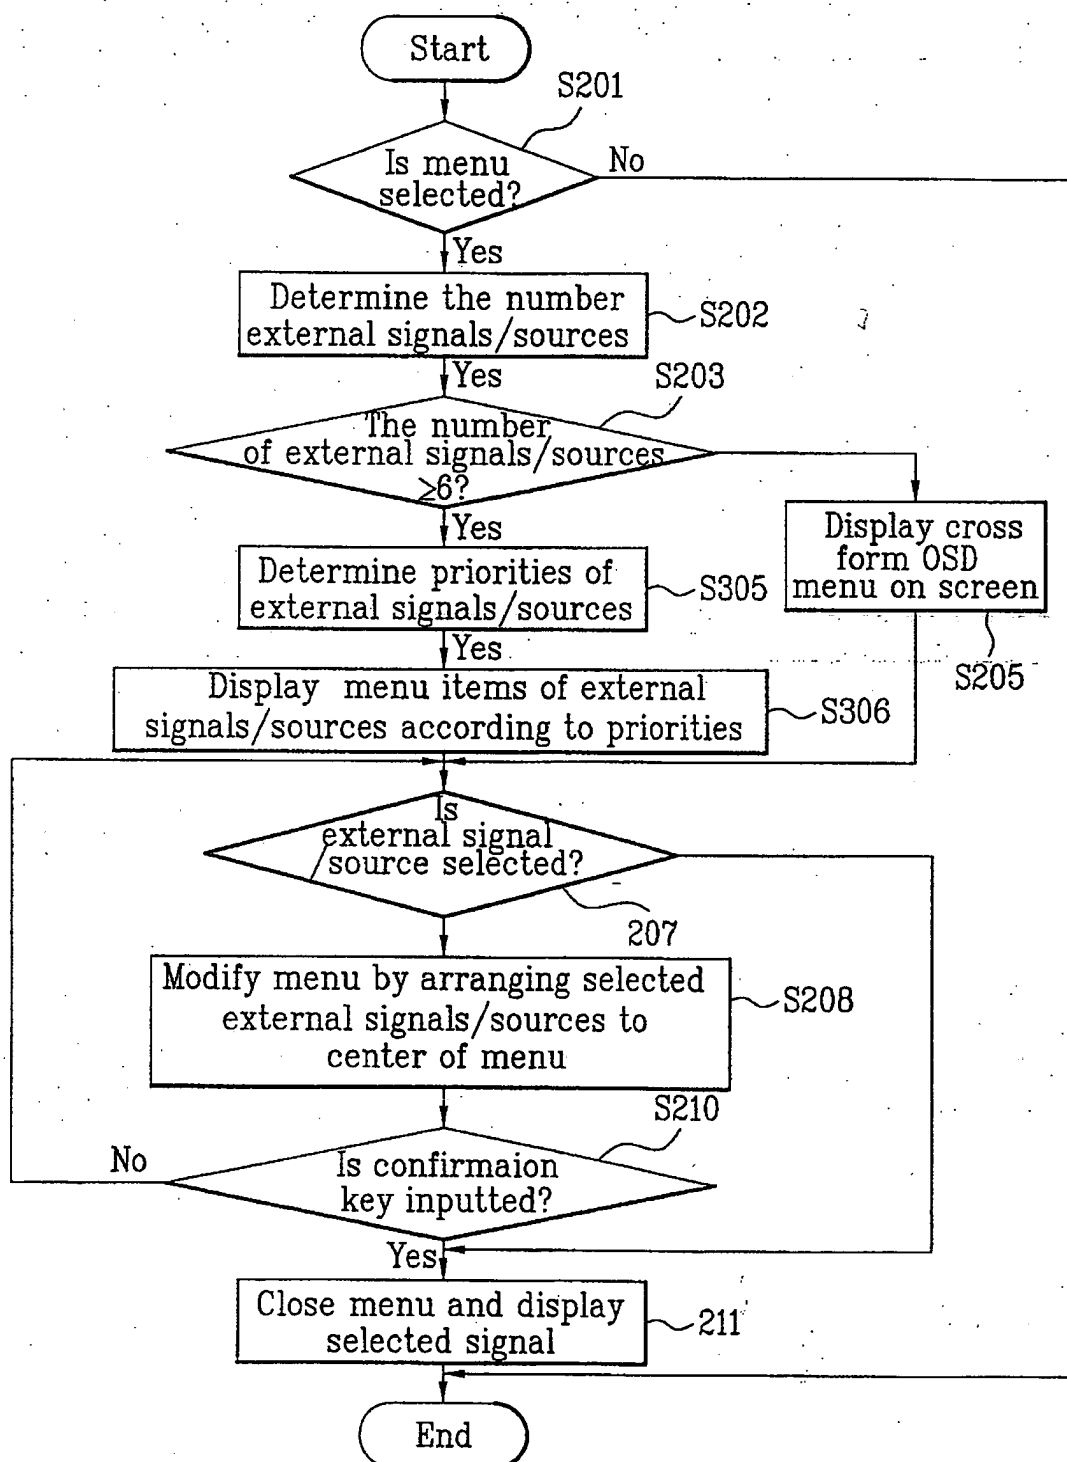 Start
S201
Is menu
selected?
No
Yes
Determine the number
external signals/sources
S202
Yes
S203
The number
of external signals/sources
≥6?
Yes
Display cross
form OSD
menu on screen
S205
Determine priorities of
external signals/sources
S305
Yes
Display menu items of external
signals/sources according to priorities
S306
Is
external signal
/source selected?
207
Modify menu by arranging selected
external signals/sources to
center of menu
S208
S210
No
Is confirmaion
key inputted?
Yes
Close menu and display
selected signal
211
End